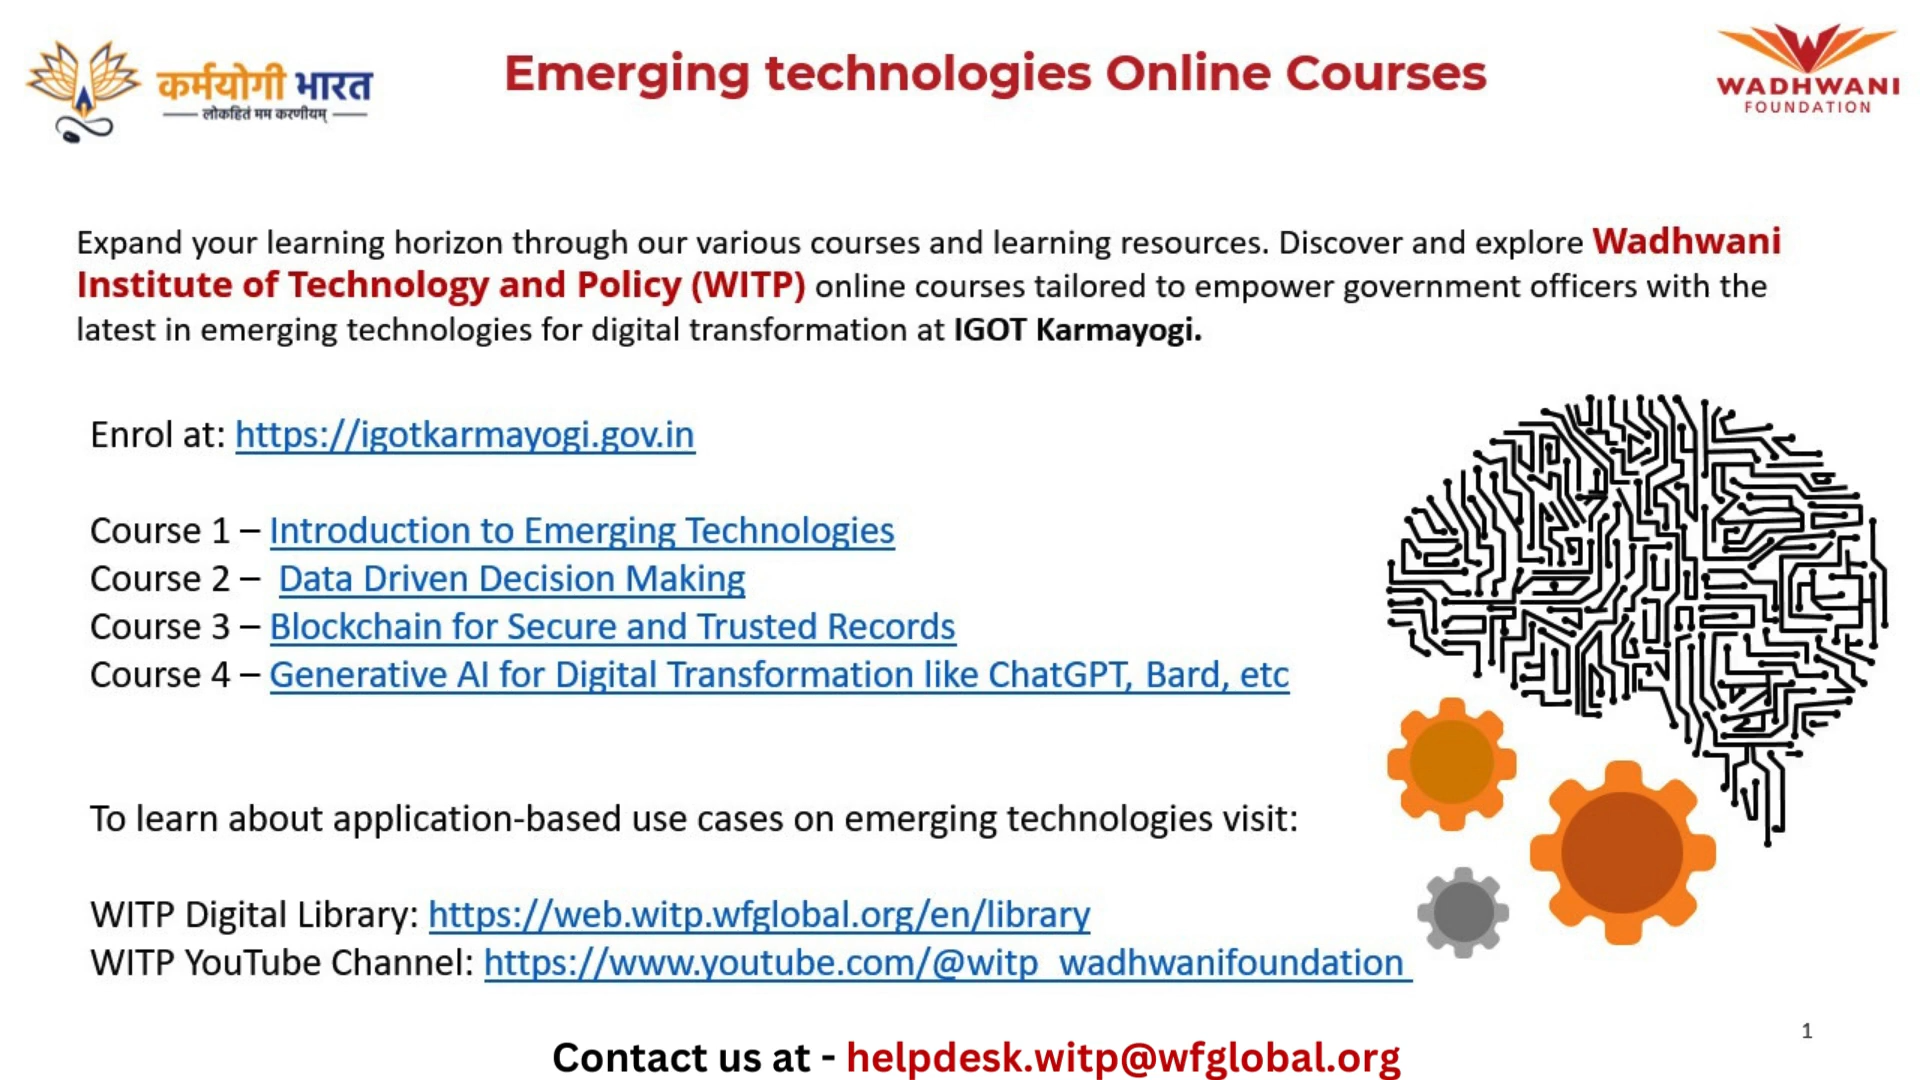 कर्मयोगी भारत
लोकहितं मम करणीयम्
Emerging technologies Online Courses
WADHWANI
FOUNDATION
Expand your learning horizon through our various courses and learning resources. Discover and explore Wadhwani
Institute of Technology and Policy (WITP) online courses tailored to empower government officers with the
latest in emerging technologies for digital transformation at IGOT Karmayogi.
Enrol at: https://igotkarmayogi.gov.in
Course 1 – Introduction to Emerging Technologies
Course 2 – Data Driven Decision Making
Course 3 – Blockchain for Secure and Trusted Records
Course 4 – Generative AI for Digital Transformation like ChatGPT, Bard, etc
To learn about application-based use cases on emerging technologies visit:
WITP Digital Library: https://web.witp.wfglobal.org/en/library
WITP YouTube Channel: https://www.youtube.com/@witp_wadhwanifoundation
1
Contact us at - helpdesk.witp@wfglobal.org